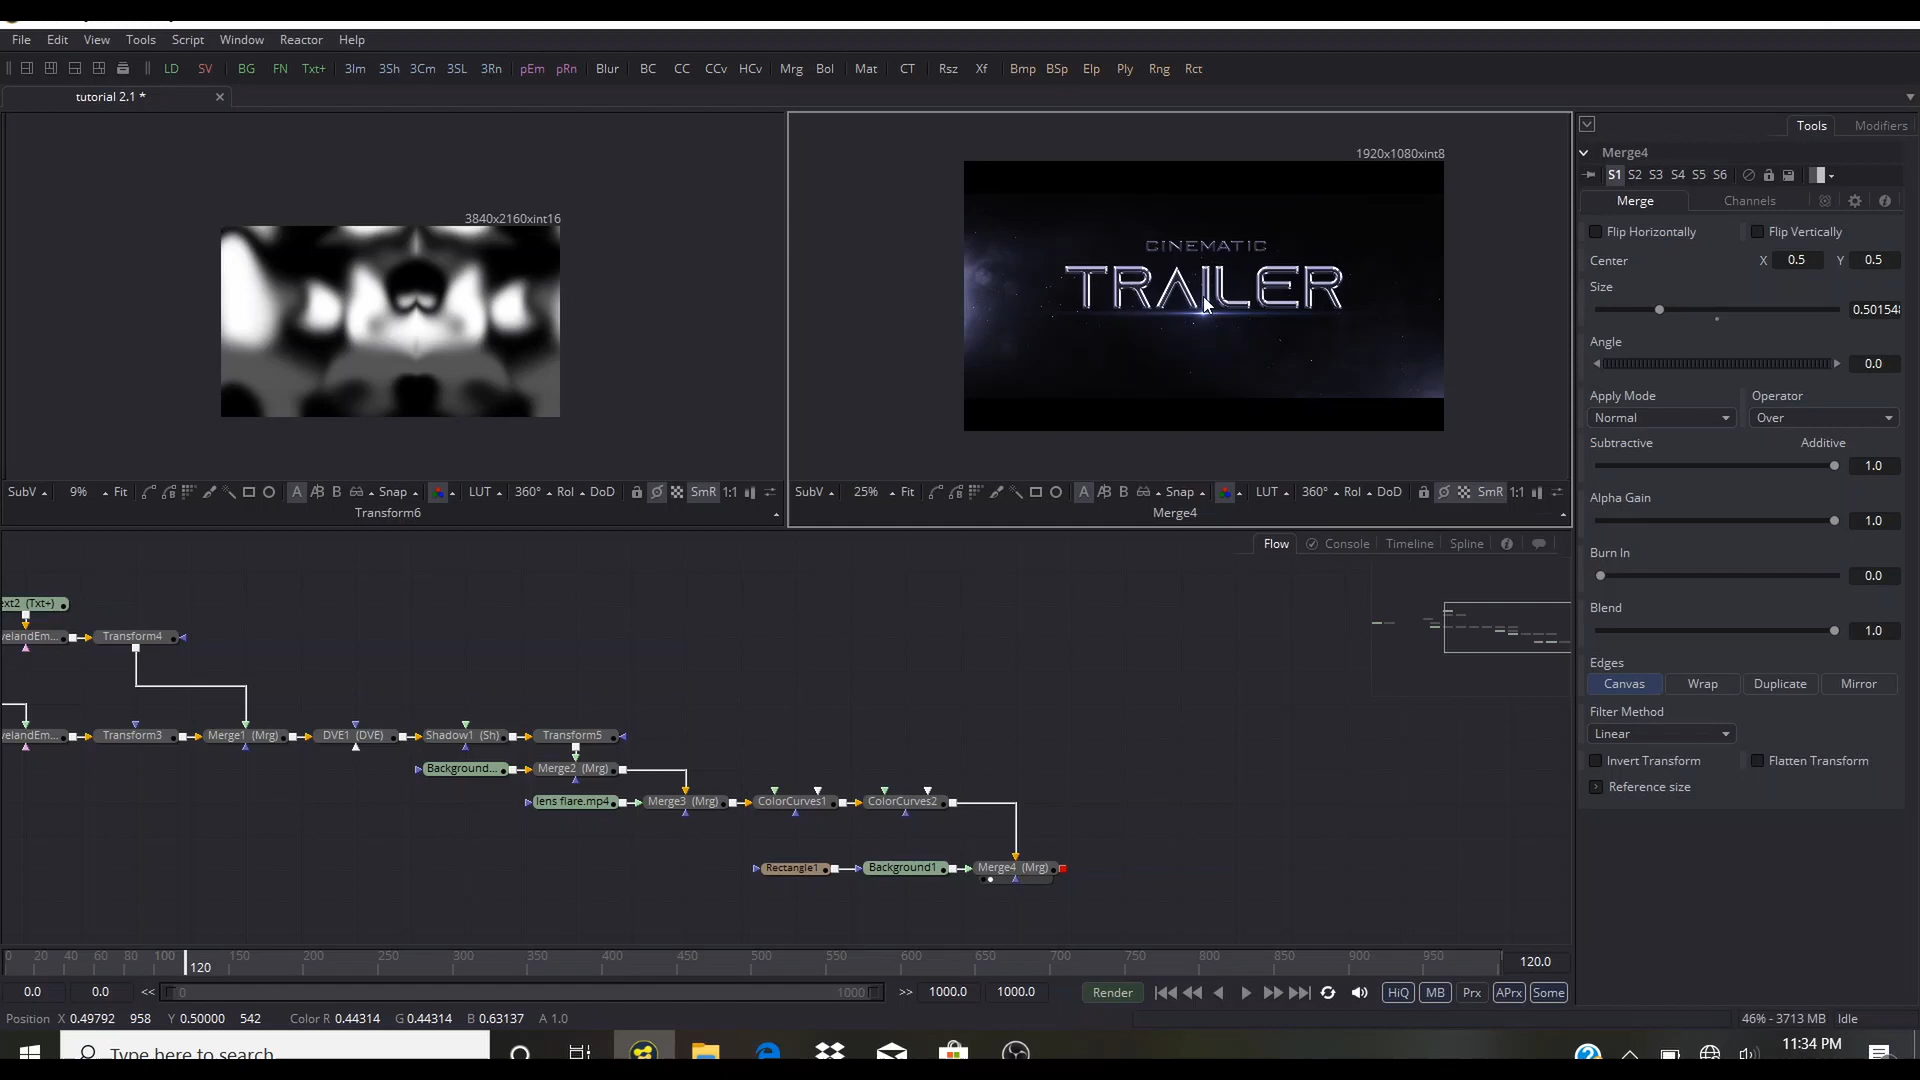 File Edit View Tools Script Window Reactor Help
LD SV BG FN Txt+ 3Im 3Sh 3Cm 3SL 3Rn pEm pRn Blur BC CC CCv HCv Mrg Bol Mat CT Rsz Xf Bmp BSp Elp Ply Rng Rct
tutorial 2.1 *
Tools Modifiers
1920x1080xint8
3840x2160xint16
CINEMATIC
TRAILER
Merge4
S1 S2 S3 S4 S5 S6
Merge Channels
Flip Horizontally Flip Vertically
Center X 0.5 Y 0.5
Size
0.50154
Angle
0.0
Apply Mode Operator
Normal Over
Subtractive Additive
1.0
Alpha Gain
1.0
Burn In
0.0
Blend
1.0
Edges
Canvas Wrap Duplicate Mirror
Filter Method
Linear
Invert Transform Flatten Transform
Reference size
SubV 9% Fit A B Snap LUT 360° Rol DoD SmR 1:1
Transform6
SubV 25% Fit A B Snap LUT 360° Rol DoD SmR 1:1
Merge4
Flow Console Timeline Spline
ext2 (Txt+)
velandEm... Transform4
velandEm... Transform3 Merge1 (Mrg) DVE1 (DVE) Shadow1 (Sh) Transform5
Background... Merge2 (Mrg)
lens flare.mp4 Merge3 (Mrg) ColorCurves1 ColorCurves2
Rectangle1 Background1 Merge4 (Mrg)
0 20 40 60 80 100 150 200 250 300 350 400 450 500 550 600 650 700 750 800 850 900 950
120 120.0
0.0 0.0 << 0 1000 >> 1000.0 1000.0 Render HiQ MB Prx APrx Some
Position X 0.49792 958 Y 0.50000 542 Color R 0.44314 G 0.44314 B 0.63137 A 1.0 46% - 3713 MB Idle
Type here to search 11:34 PM